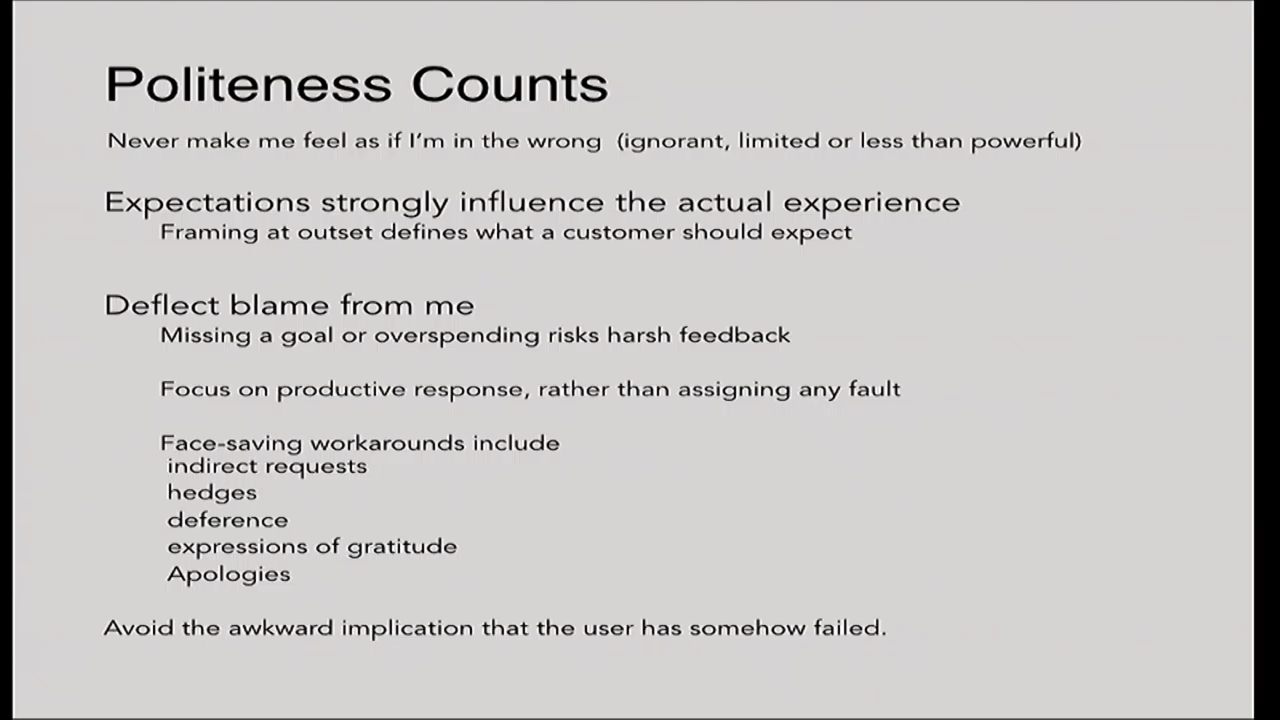 Politeness Counts
Never make me feel as if I'm in the wrong (ignorant, limited or less than powerful)
Expectations strongly influence the actual experience
Framing at outset defines what a customer should expect
Deflect blame from me
Missing a goal or overspending risks harsh feedback
Focus on productive response, rather than assigning any fault
Face-saving workarounds include
indirect requests
hedges
deference
expressions of gratitude
Apologies
Avoid the awkward implication that the user has somehow failed.